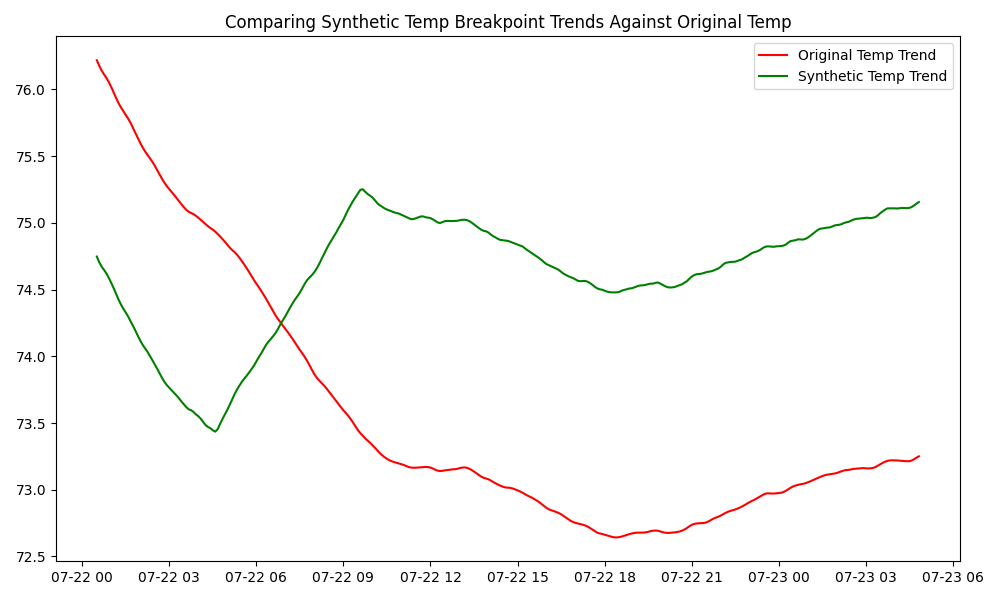 Comparing Synthetic Temp Breakpoint Trends Against Original Temp
Original Temp Trend
Synthetic Temp Trend
76.0
75.5
75.0
74.5
74.0
73.5
73.0
72.5
07-22 00 07-22 03 07-22 06 07-22 09 07-22 12 07-22 15 07-22 18 07-22 21 07-23 00 07-23 03 07-23 06